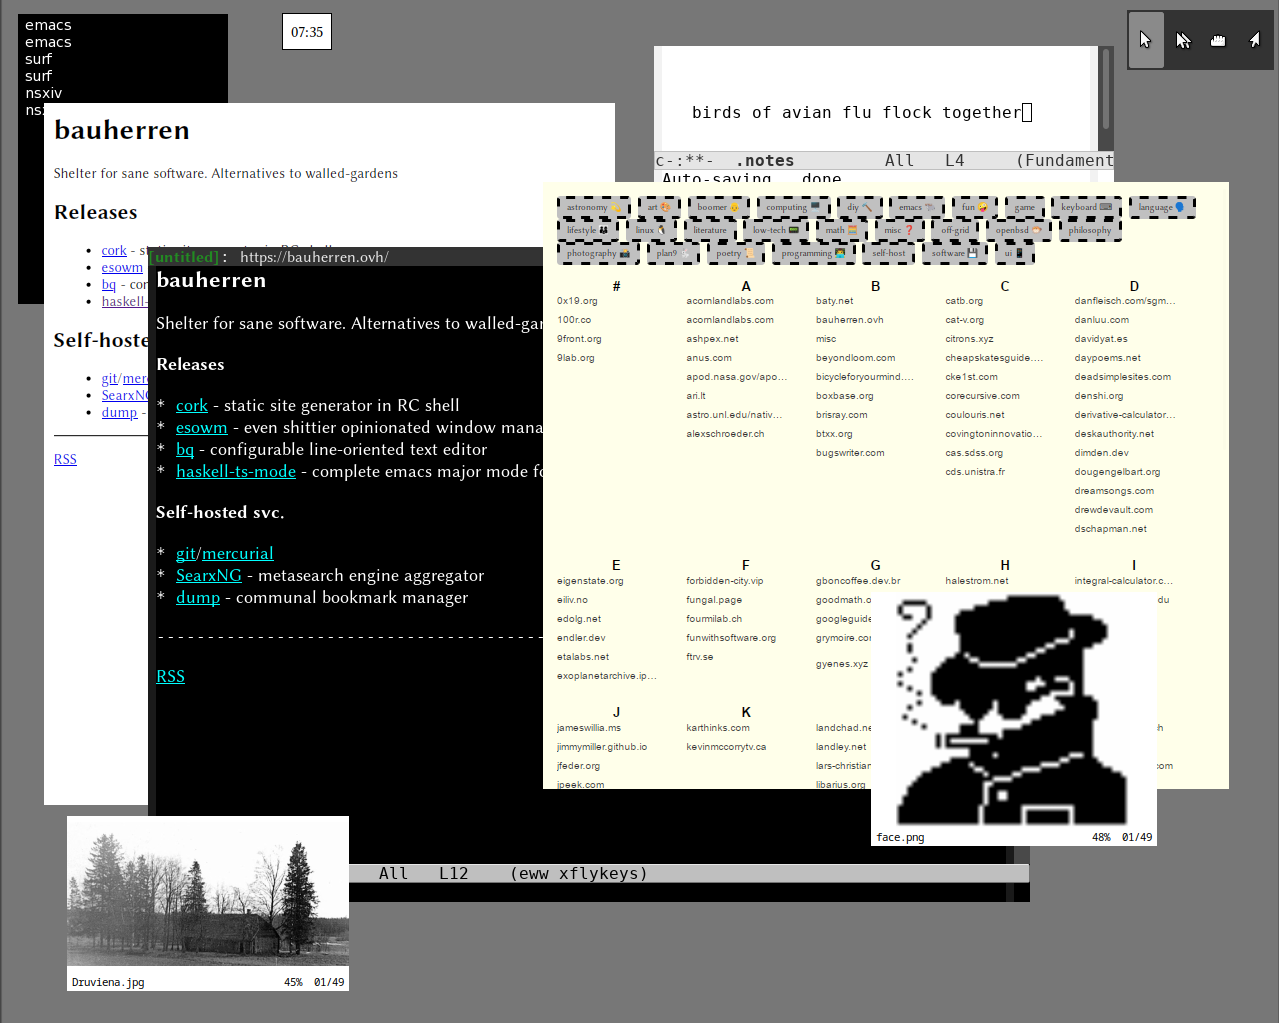 emacs
emacs
surf
surf
nsxiv
07:35
birds of avian flu flock together
c-:**-  .notes         All   L4     (Fundament
Auto-saving...done
bauherren
Shelter for sane software. Alternatives to walled-gardens
Releases
cork
esowm
bq
haskell-
Self-hoste
git/mer
SearxN
dump -
RSS
[untitled]: https://bauherren.ovh/
bauherren
Shelter for sane software. Alternatives to walled-gar
Releases
* cork - static site generator in RC shell
* esowm - even shittier opinionated window mana
* bq - configurable line-oriented text editor
* haskell-ts-mode - complete emacs major mode fo
Self-hosted svc.
* git/mercurial
* SearxNG - metasearch engine aggregator
* dump - communal bookmark manager
RSS
All   L12    (eww xflykeys)
astronomy 💫 art 🎨 boomer 👴 computing 🖥️ diy 🔨 emacs 🐃 fun 🤪 game keyboard ⌨ language 🗣️
lifestyle 👪 linux 🐧 literature low-tech 📟 math 🧮 misc ❓ off-grid openbsd 🐡 philosophy
photography 📸 plan9 🐇 poetry 📜 programming 👨‍💻 self-host software 💾 ui 📱
# A B C D
0x19.org acornlandlabs.com baty.net catb.org danfleisch.com/sgm...
100r.co acornlandlabs.com bauherren.ovh cat-v.org danluu.com
9front.org ashpex.net misc citrons.xyz davidyat.es
9lab.org anus.com beyondloom.com cheapskatesguide.... daypoems.net
apod.nasa.gov/apo... bicycleforyourmind.... cke1st.com deadsimplesites.com
ari.lt boxbase.org corecursive.com denshi.org
astro.unl.edu/nativ... brisray.com coulouris.net derivative-calculator...
alexschroeder.ch btxx.org covingtoninnovatio... deskauthority.net
bugswriter.com cas.sdss.org dimden.dev
cds.unistra.fr dougengelbart.org
dreamsongs.com
drewdevault.com
dschapman.net
E F G H I
eigenstate.org forbidden-city.vip gboncoffee.dev.br halestrom.net integral-calculator.c...
eiliv.no fungal.page goodmath.o du
edolg.net fourmilab.ch googleguide
endler.dev funwithsoftware.org grymoire.co
etalabs.net ftrv.se gyenes.xyz
exoplanetarchive.ip...
J K
jameswillia.ms karthinks.com landchad.ne
jimmymiller.github.io kevinmccorrytv.ca landley.net
jfeder.org lars-christian com
jpeek.com libarius.org
face.png 48% 01/49
Druviena.jpg 45% 01/49